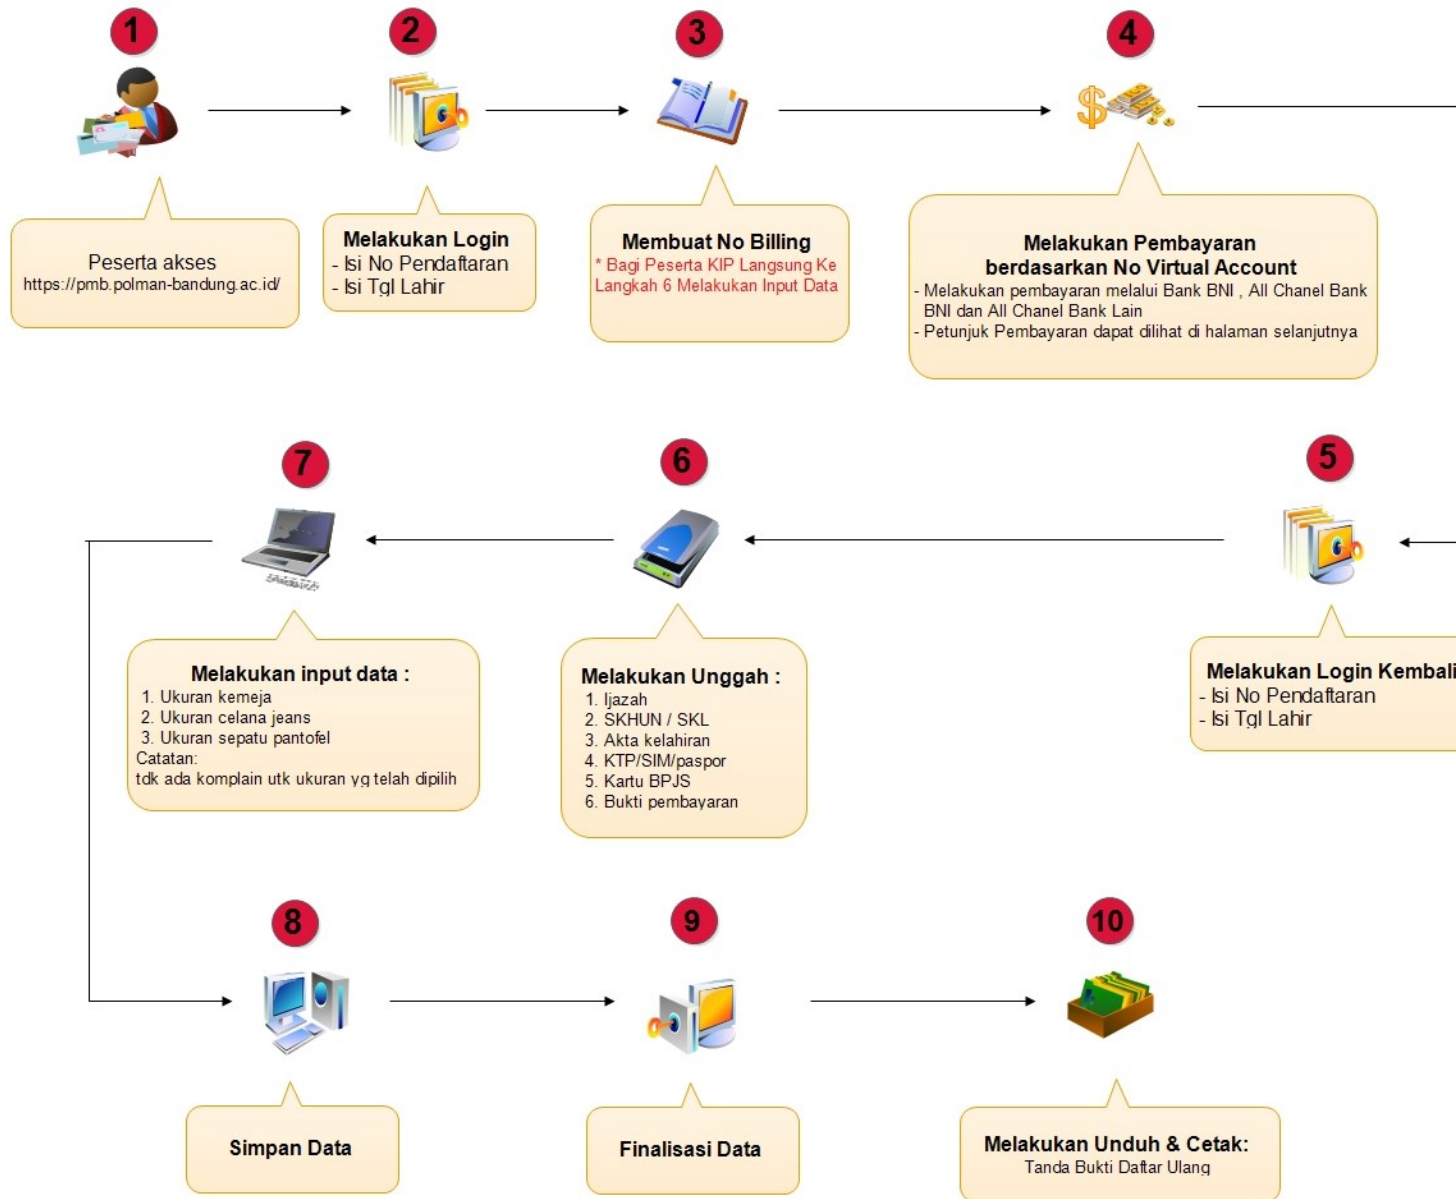 1
2
3
4
Peserta akses
https://pmb.polman-bandung.ac.id/
Melakukan Login
- Isi No Pendaftaran
- Isi Tgl Lahir
Membuat No Billing
* Bagi Peserta KIP Langsung Ke
Langkah 6 Melakukan Input Data
Melakukan Pembayaran
berdasarkan No Virtual Account
- Melakukan pembayaran melalui Bank BNI , All Chanel Bank
BNI dan All Chanel Bank Lain
- Petunjuk Pembayaran dapat dilihat di halaman selanjutnya
5
Melakukan Login Kembali
- Isi No Pendaftaran
- Isi Tgl Lahir
6
Melakukan Unggah :
1. Ijazah
2. SKHUN / SKL
3. Akta kelahiran
4. KTP/SIM/paspor
5. Kartu BPJS
6. Bukti pembayaran
7
Melakukan input data :
1. Ukuran kemeja
2. Ukuran celana jeans
3. Ukuran sepatu pantofel
Catatan:
tdk ada komplain utk ukuran yg telah dipilih
8
Simpan Data
9
Finalisasi Data
10
Melakukan Unduh & Cetak:
Tanda Bukti Daftar Ulang